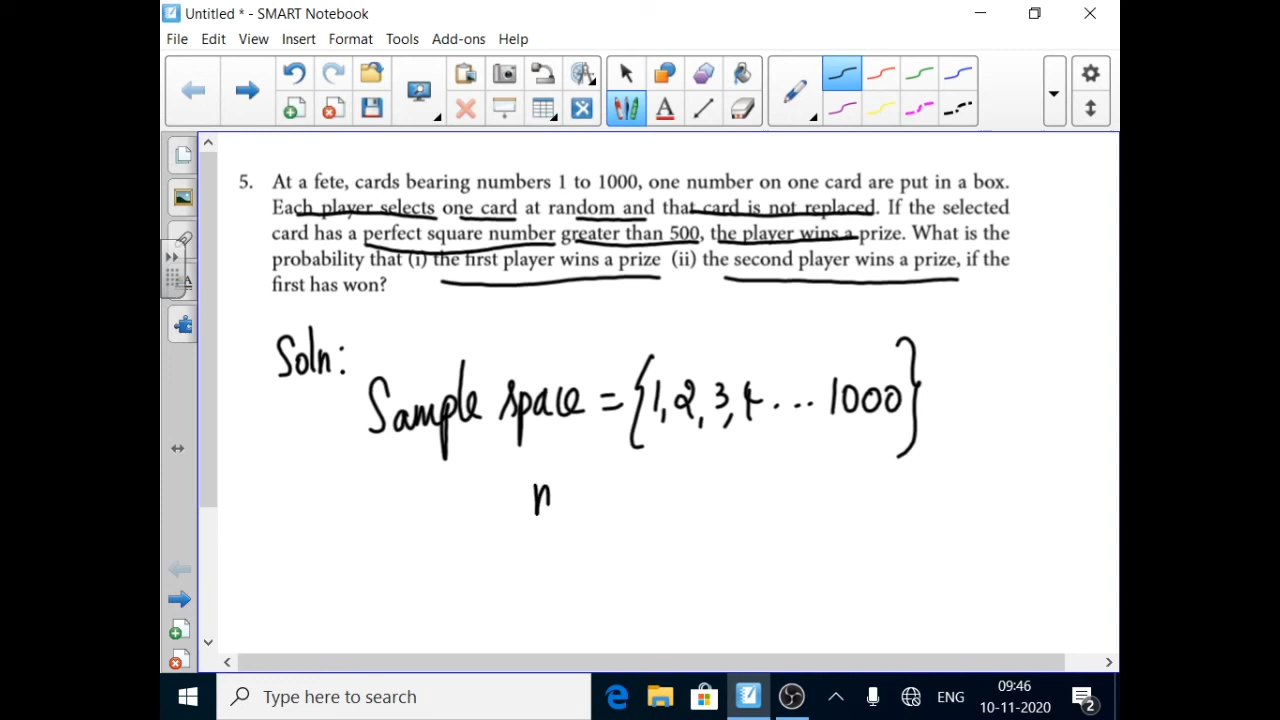 Untitled * - SMART Notebook
File Edit View Insert Format Tools Add-ons Help
5. At a fete, cards bearing numbers 1 to 1000, one number on one card are put in a box.
Each player selects one card at random and that card is not replaced. If the selected
card has a perfect square number greater than 500, the player wins a prize. What is the
probability that (i) the first player wins a prize (ii) the second player wins a prize, if the
first has won?
Soln:
Sample space = {1, 2, 3, 4 ... 1000}
n
Type here to search
ENG
09:46
10-11-2020
2